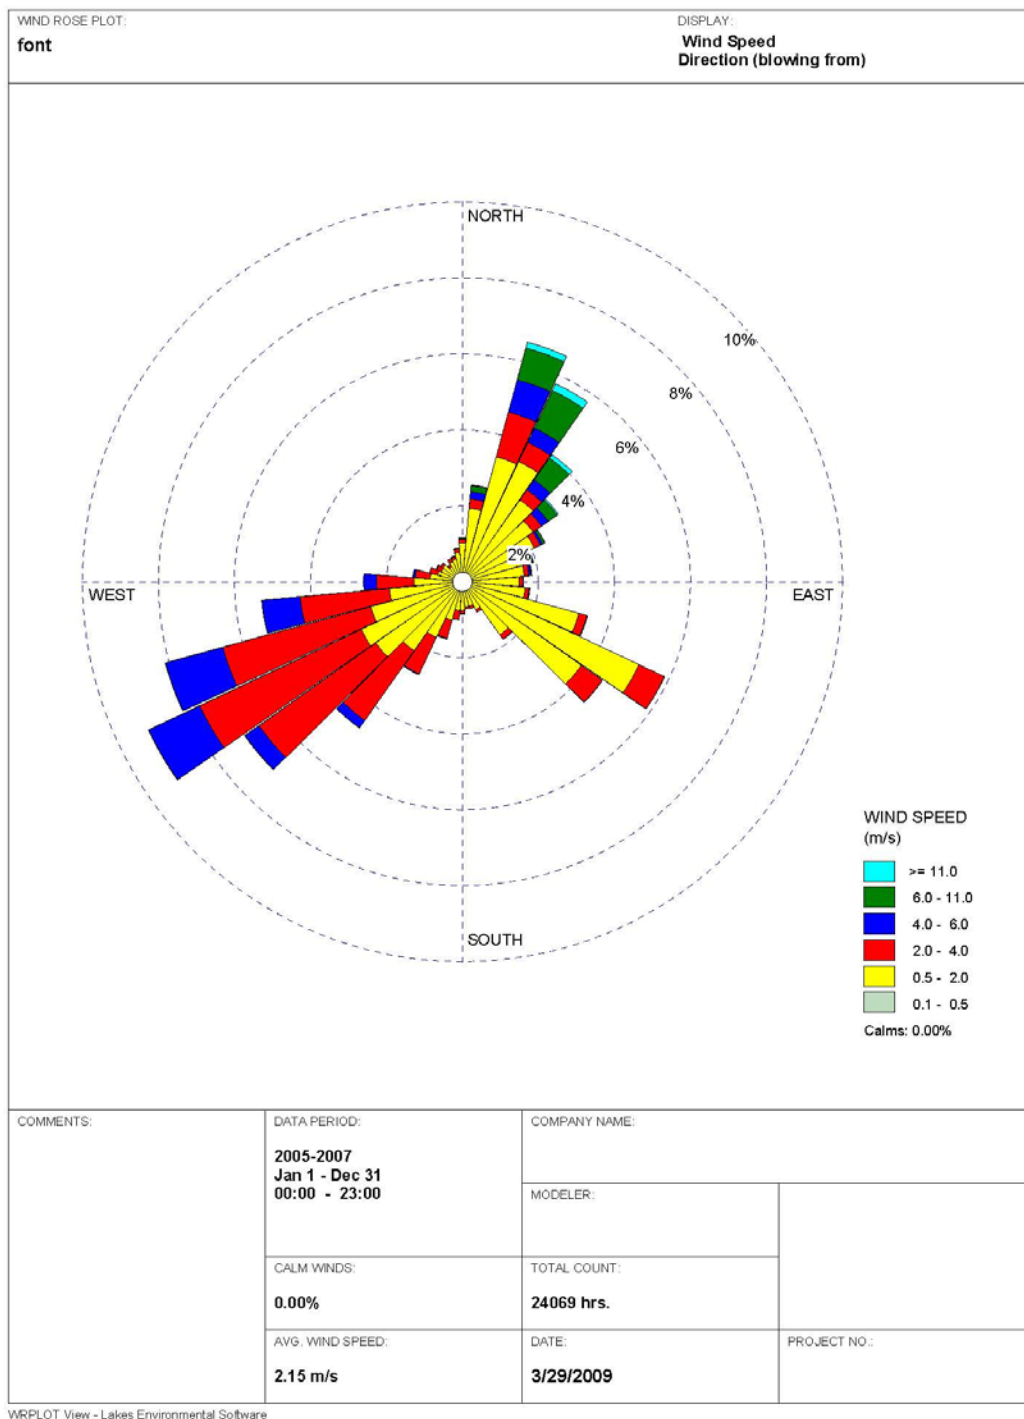 WIND ROSE PLOT:
font
DISPLAY:
Wind Speed
Direction (blowing from)
NORTH
10%
8%
6%
4%
2%
WEST
EAST
SOUTH
WIND SPEED
(m/s)
>= 11.0
6.0 - 11.0
4.0 - 6.0
2.0 - 4.0
0.5 - 2.0
0.1 - 0.5
Calms: 0.00%
COMMENTS:
DATA PERIOD:
2005-2007
Jan 1 - Dec 31
00:00 - 23:00
COMPANY NAME:
MODELER:
CALM WINDS:
0.00%
TOTAL COUNT:
24069 hrs.
AVG. WIND SPEED:
2.15 m/s
DATE:
3/29/2009
PROJECT NO.:
WRPLOT View - Lakes Environmental Software